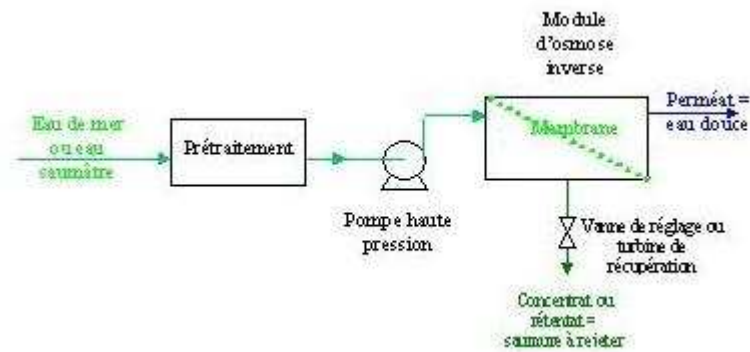 Module
d'osmose
inverse
Eau de mer
ou eau
saumâtre
Prétraitement
Pompe haute
pression
Membrane
Perméat =
eau douce
Vanne de réglage ou
turbine de
récupération
Concentrat ou
rétentat =
saumure à rejeter